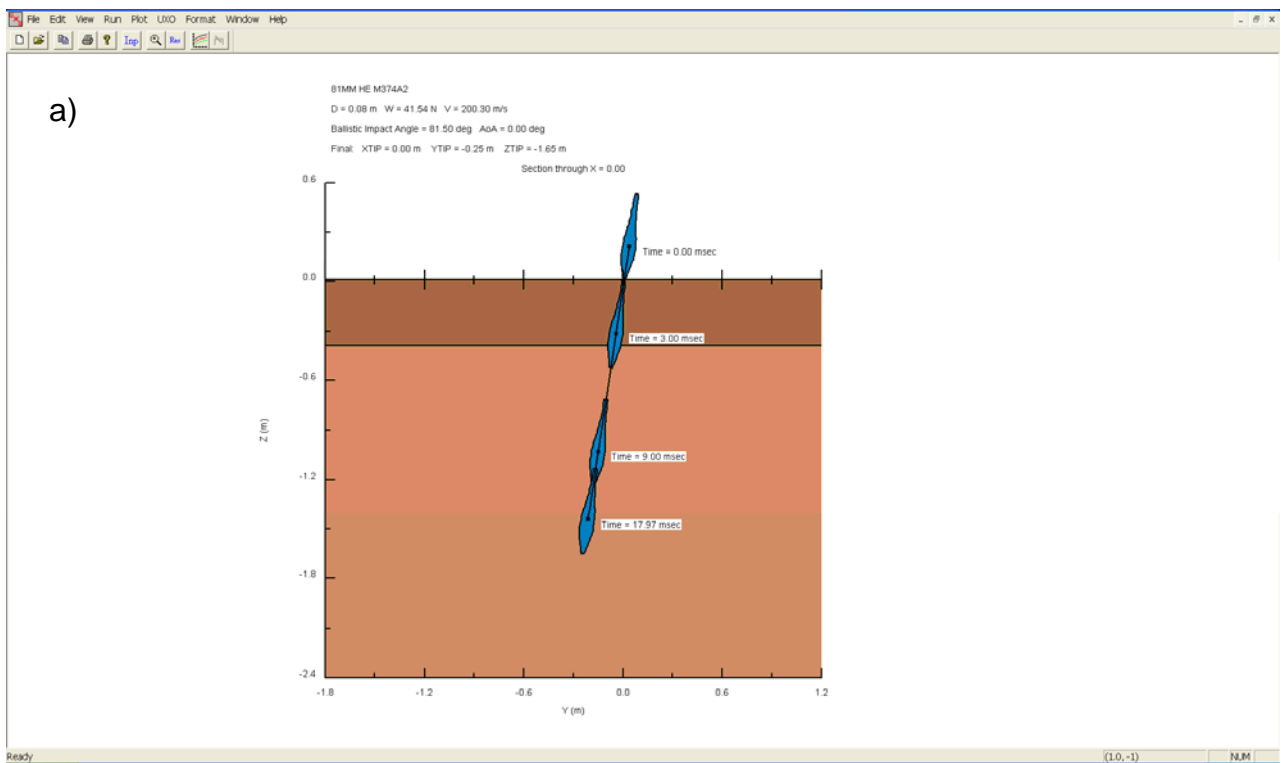 File Edit View Run Plot UXO Format Window Help
Inp Res
a)
81MM HE M374A2
D = 0.08 m W = 41.54 N V = 200.30 m/s
Ballistic Impact Angle = 81.50 deg AoA = 0.00 deg
Final: XTIP = 0.00 m YTIP = -0.25 m ZTIP = -1.65 m
Section through X = 0.00
0.6
Time = 0.00 msec
0.0
Time = 3.00 msec
-0.6
Z (m)
Time = 9.00 msec
-1.2
Time = 17.97 msec
-1.8
-2.4
-1.8 -1.2 -0.6 0.0 0.6 1.2
Y (m)
Ready (1.0, -1) NUM